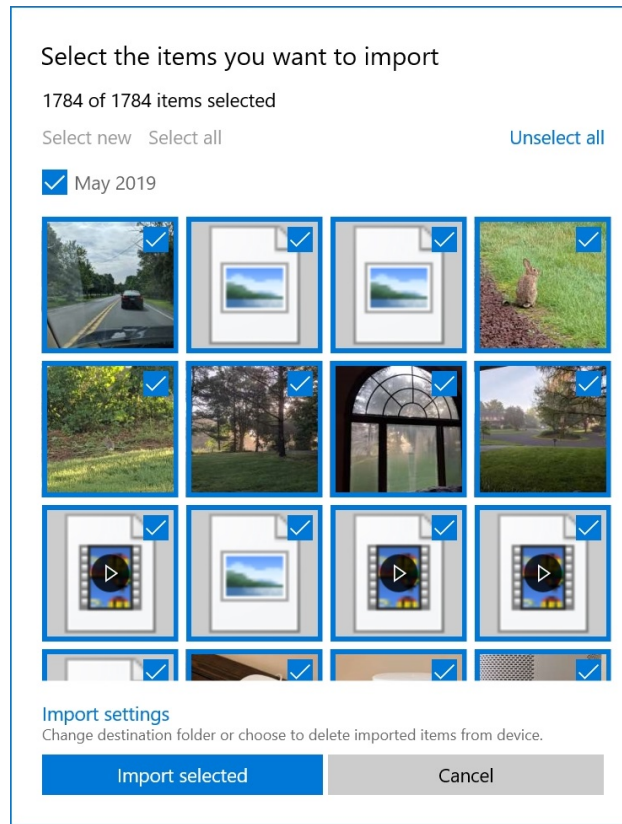 Select the items you want to import
1784 of 1784 items selected
Select new Select all Unselect all
May 2019
Import settings
Change destination folder or choose to delete imported items from device.
Import selected Cancel